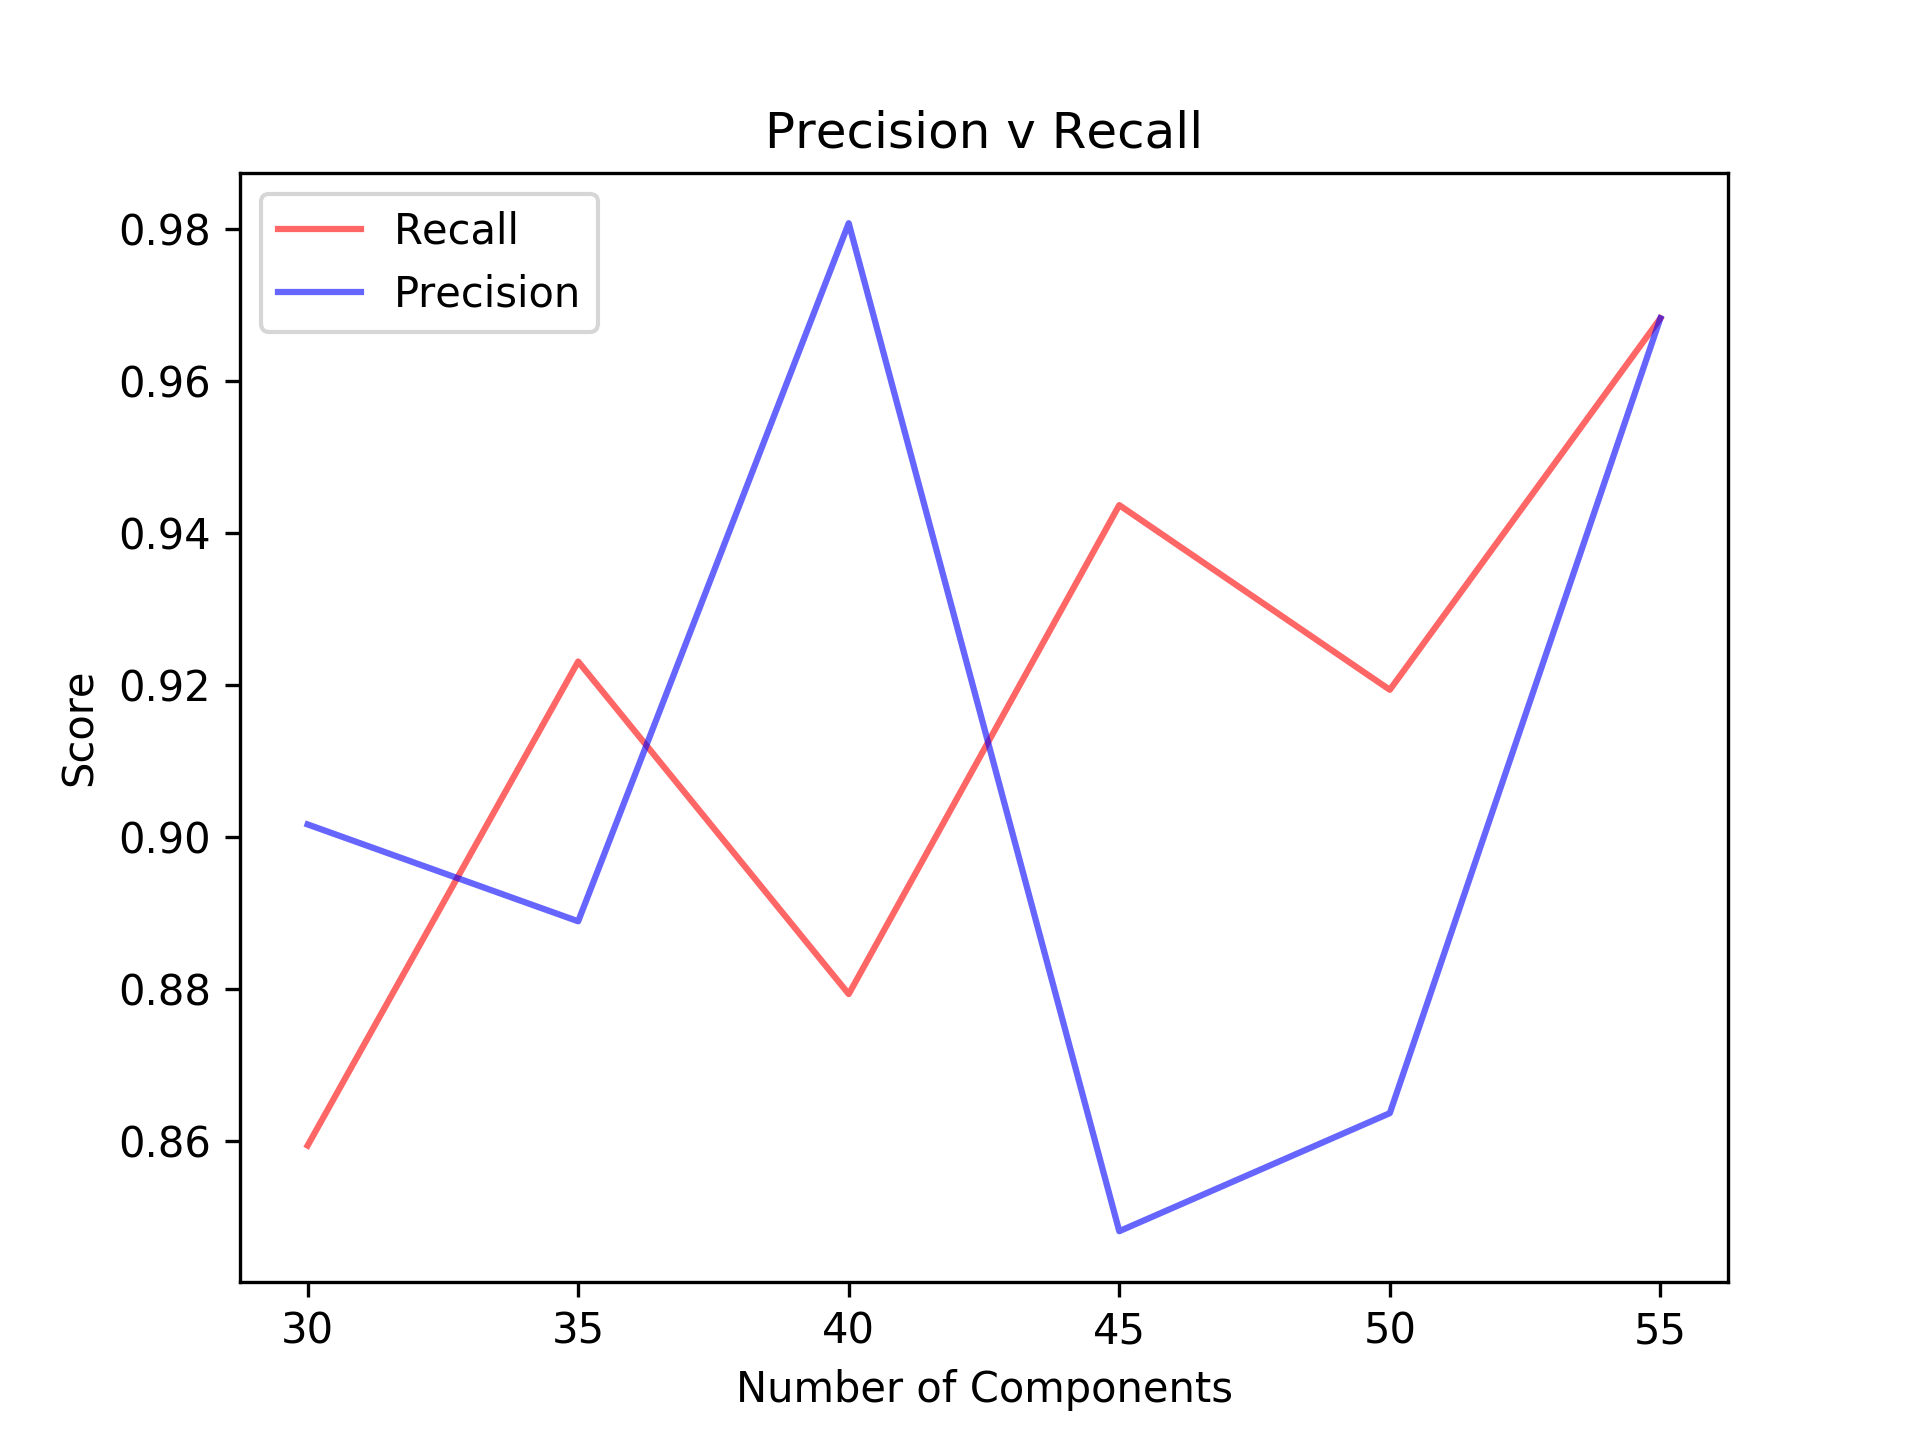 Precision v Recall
Recall
Precision
0.98
0.96
0.94
0.92
0.90
0.88
0.86
Score
30 35 40 45 50 55
Number of Components